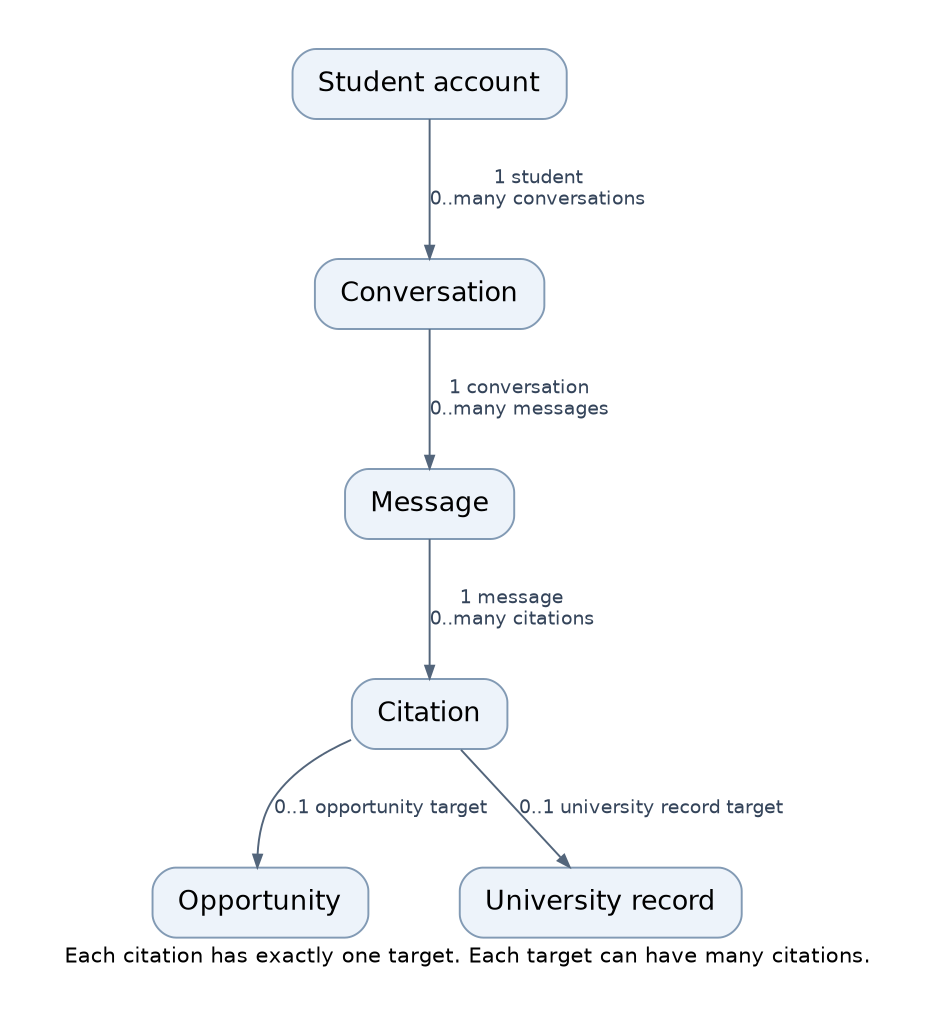 Student account
1 student
0..many conversations
Conversation
1 conversation
0..many messages
Message
1 message
0..many citations
Citation
0..1 opportunity target
0..1 university record target
Opportunity
University record
Each citation has exactly one target. Each target can have many citations.